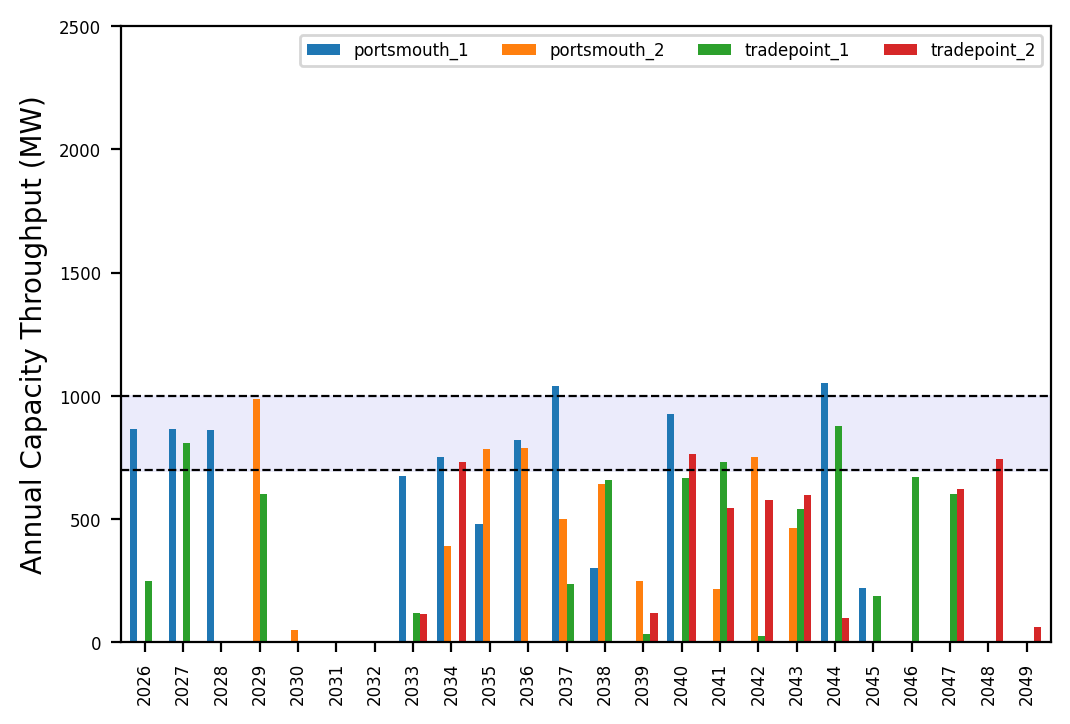 2500
portsmouth_1 portsmouth_2 tradepoint_1 tradepoint_2
2000
1500
1000
500
0
Annual Capacity Throughput (MW)
2026 2027 2028 2029 2030 2031 2032 2033 2034 2035 2036 2037 2038 2039 2040 2041 2042 2043 2044 2045 2046 2047 2048 2049